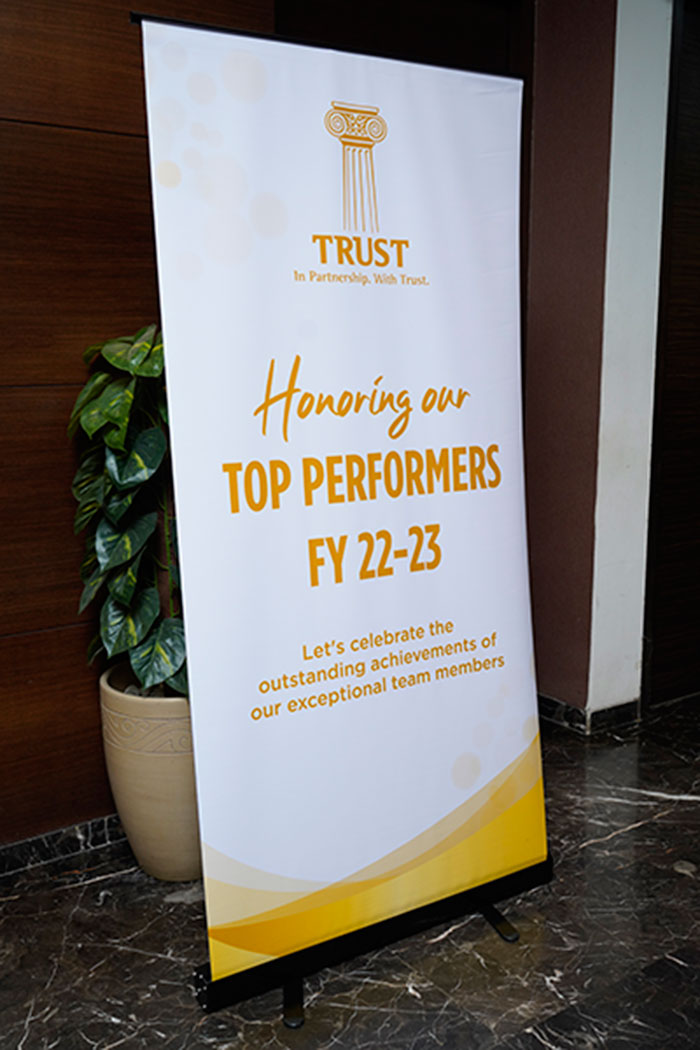 TRUST
In Partnership. With Trust.
Honoring our
TOP PERFORMERS
FY 22-23
Let's celebrate the
outstanding achievements of
our exceptional team members